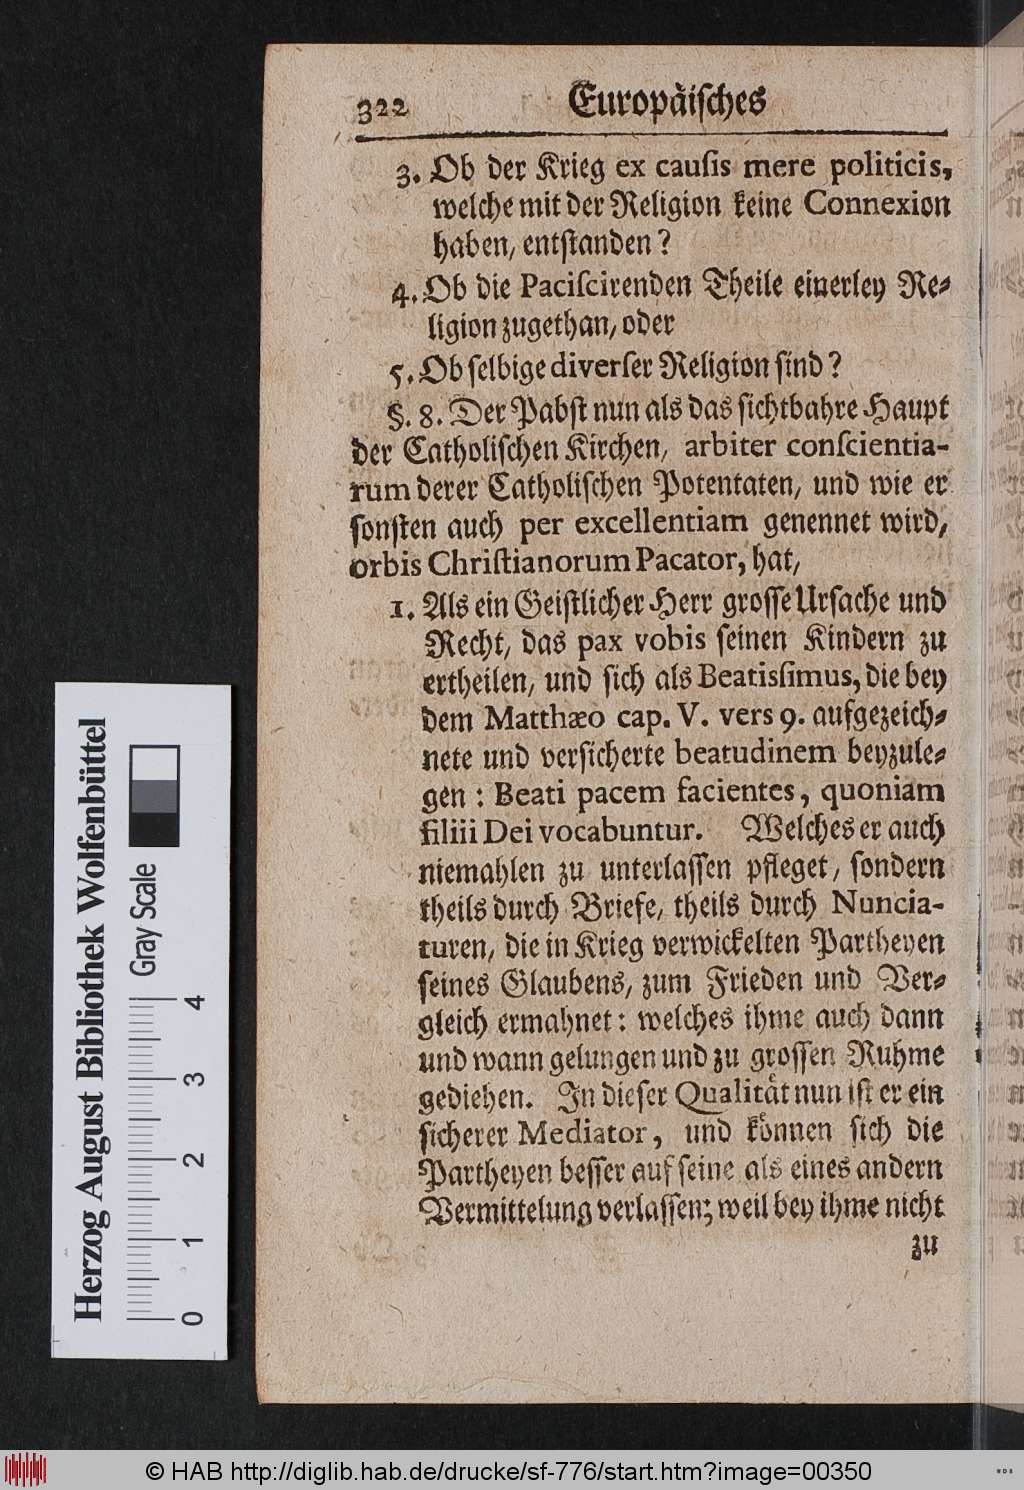 322 Europäisches
3. Ob der Krieg ex cauſis mere politicis,
welche mit der Religion keine Connexion
haben, entſtanden?
4. Ob die Paciſcirenden Theile einerley Re-
ligion zugethan, oder
5. Ob ſelbige diverſer Religion ſind?
§. 8. Der Pabſt nun als das ſichtbahre Haupt
der Catholiſchen Kirchen, arbiter conſcientia-
rum derer Catholiſchen Potentaten, und wie er
ſonſten auch per excellentiam genennet wird,
orbis Chriſtianorum Pacator, hat,
1. Als ein Geiſtlicher Herr groſſe Urſache und
Recht, das pax vobis ſeinen Kindern zu
ertheilen, und ſich als Beatisſimus, die bey
dem Matthæo cap. V. vers 9. aufgezeich-
nete und verſicherte beatudinem beyzule-
gen: Beati pacem facientes, quoniam
filiii Dei vocabuntur. Welches er auch
niemahlen zu unterlaſſen pfleget, ſondern
theils durch Briefe, theils durch Nuncia-
turen, die in Krieg verwickelten Partheyen
ſeines Glaubens, zum Frieden und Ver-
gleich ermahnet: welches ihme auch dann
und wann gelungen und zu groſſen Ruhme
gediehen. In dieſer Qualität nun iſt er ein
ſicherer Mediator, und können ſich die
Partheyen beſſer auf ſeine als eines andern
Vermittelung verlaſſen; weil bey ihme nicht
zu
Herzog August Bibliothek Wolfenbüttel
Gray Scale
0 1 2 3 4
© HAB http://diglib.hab.de/drucke/sf-776/start.htm?image=00350